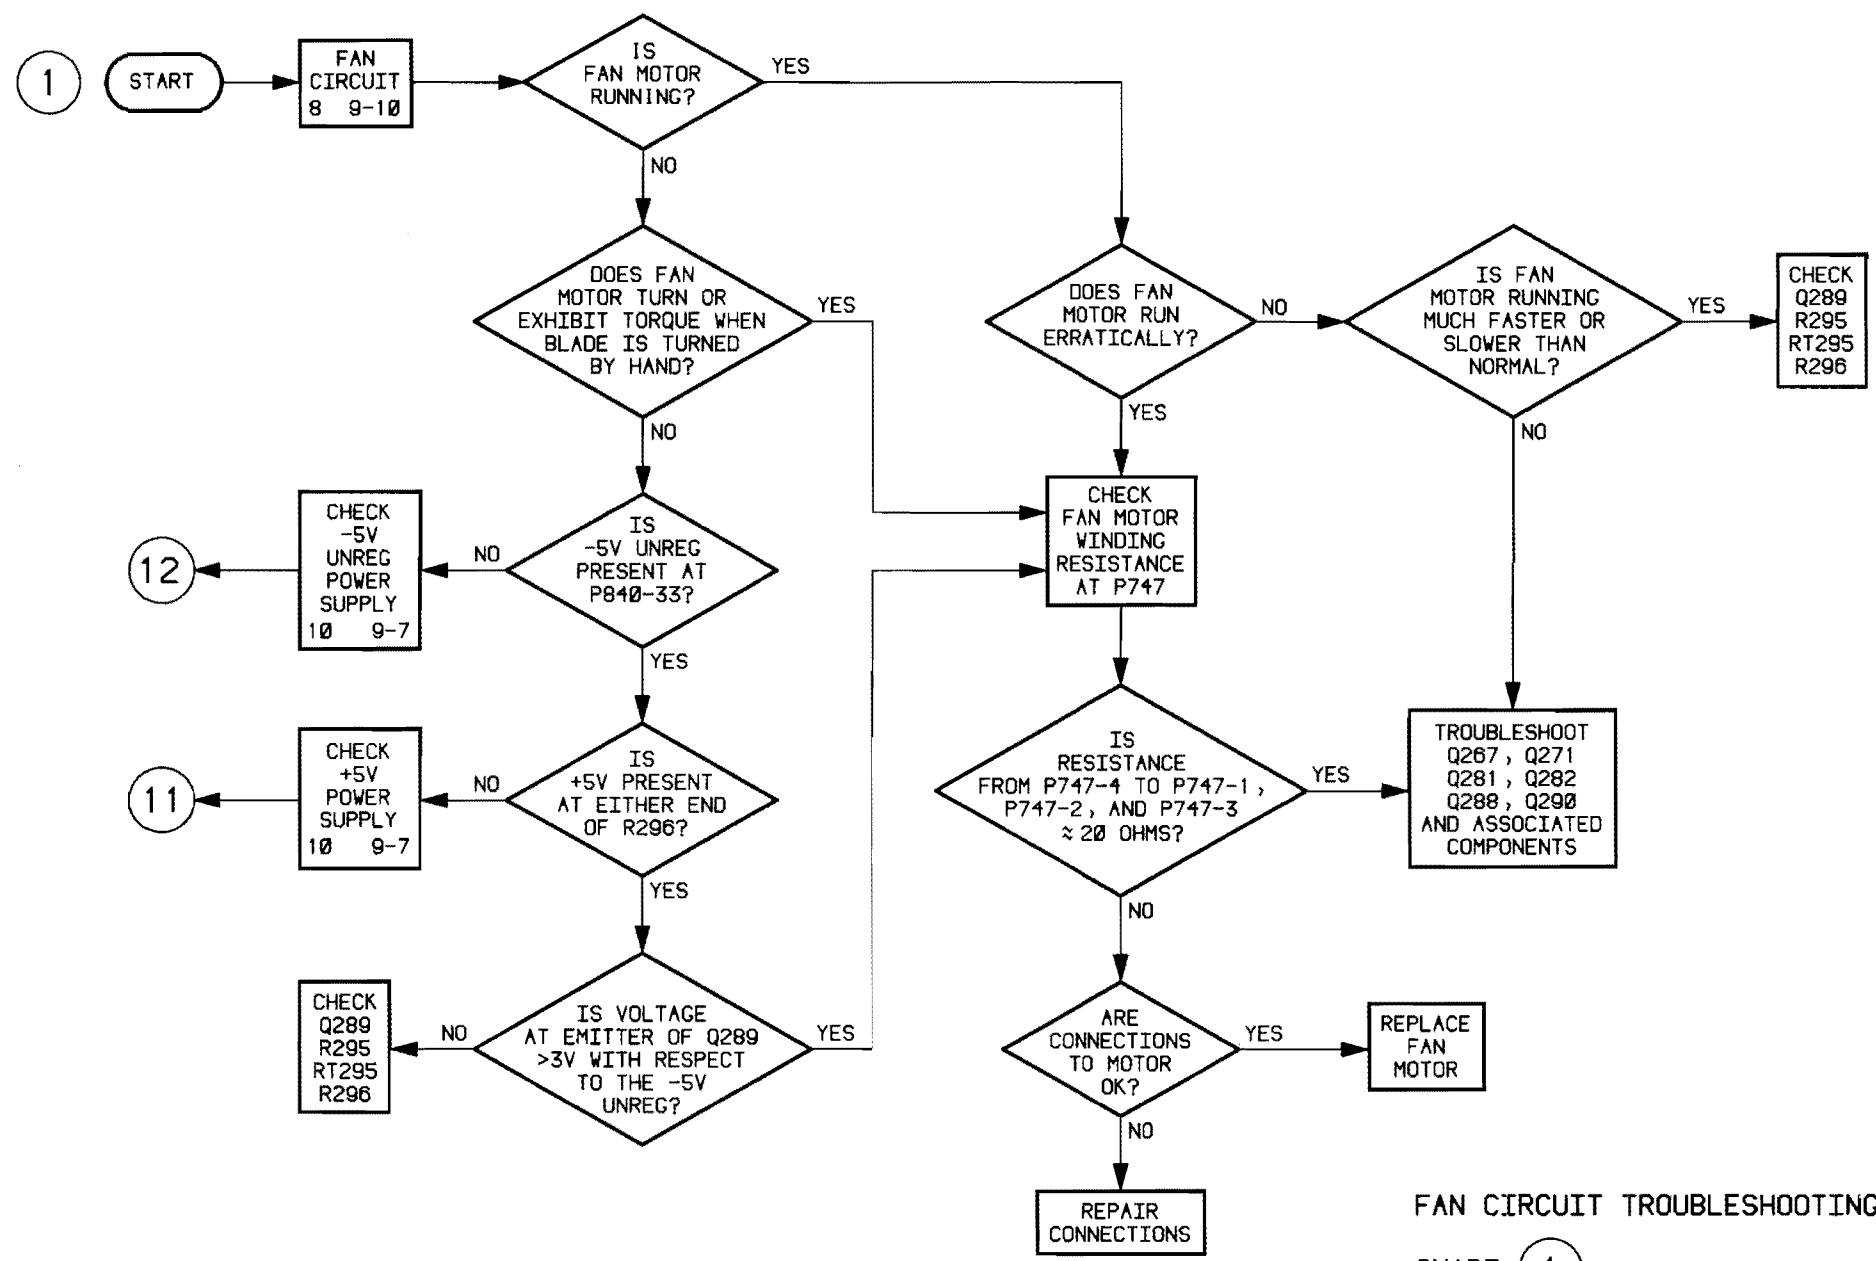 1
START
FAN
CIRCUIT
8 9-10
IS
FAN MOTOR
RUNNING?
YES
NO
DOES FAN
MOTOR TURN OR
EXHIBIT TORQUE WHEN
BLADE IS TURNED
BY HAND?
YES
NO
DOES FAN
MOTOR RUN
ERRATICALLY?
NO
YES
IS FAN
MOTOR RUNNING
MUCH FASTER OR
SLOWER THAN
NORMAL?
YES
NO
CHECK
Q289
R295
RT295
R296
12
CHECK
-5V
UNREG
POWER
SUPPLY
10 9-7
NO
IS
-5V UNREG
PRESENT AT
P840-33?
YES
CHECK
FAN MOTOR
WINDING
RESISTANCE
AT P747
11
CHECK
+5V
POWER
SUPPLY
10 9-7
NO
IS
+5V PRESENT
AT EITHER END
OF R296?
YES
IS
RESISTANCE
FROM P747-4 TO P747-1,
P747-2, AND P747-3
≈ 20 OHMS?
YES
NO
TROUBLESHOOT
Q267, Q271
Q281, Q282
Q288, Q290
AND ASSOCIATED
COMPONENTS
CHECK
Q289
R295
RT295
R296
NO
IS VOLTAGE
AT EMITTER OF Q289
>3V WITH RESPECT
TO THE -5V
UNREG?
YES
ARE
CONNECTIONS
TO MOTOR
OK?
YES
NO
REPLACE
FAN
MOTOR
REPAIR
CONNECTIONS
FAN CIRCUIT TROUBLESHOOTING